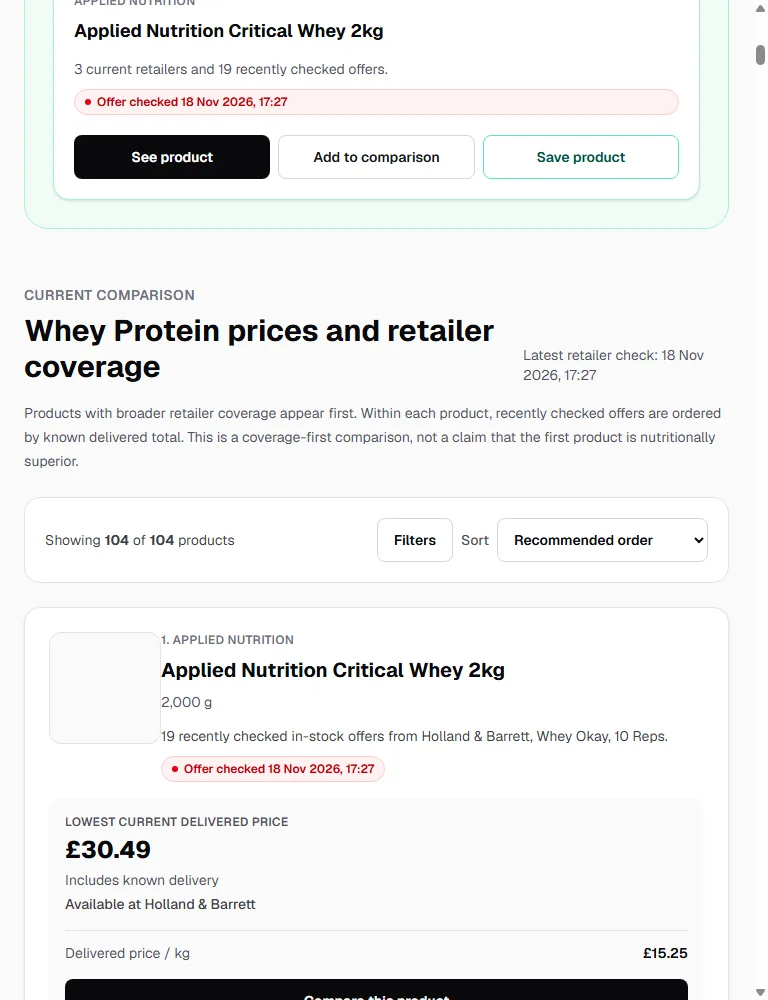 APPLIED NUTRITION
Applied Nutrition Critical Whey 2kg
3 current retailers and 19 recently checked offers.
Offer checked 18 Nov 2026, 17:27
See product
Add to comparison
Save product
CURRENT COMPARISON
Whey Protein prices and retailer
coverage
Latest retailer check: 18 Nov
2026, 17:27
Products with broader retailer coverage appear first. Within each product, recently checked offers are ordered
by known delivered total. This is a coverage-first comparison, not a claim that the first product is nutritionally
superior.
Showing 104 of 104 products
Filters
Sort
Recommended order
1. APPLIED NUTRITION
Applied Nutrition Critical Whey 2kg
2,000 g
19 recently checked in-stock offers from Holland & Barrett, Whey Okay, 10 Reps.
Offer checked 18 Nov 2026, 17:27
LOWEST CURRENT DELIVERED PRICE
£30.49
Includes known delivery
Available at Holland & Barrett
Delivered price / kg
£15.25
Compare this product